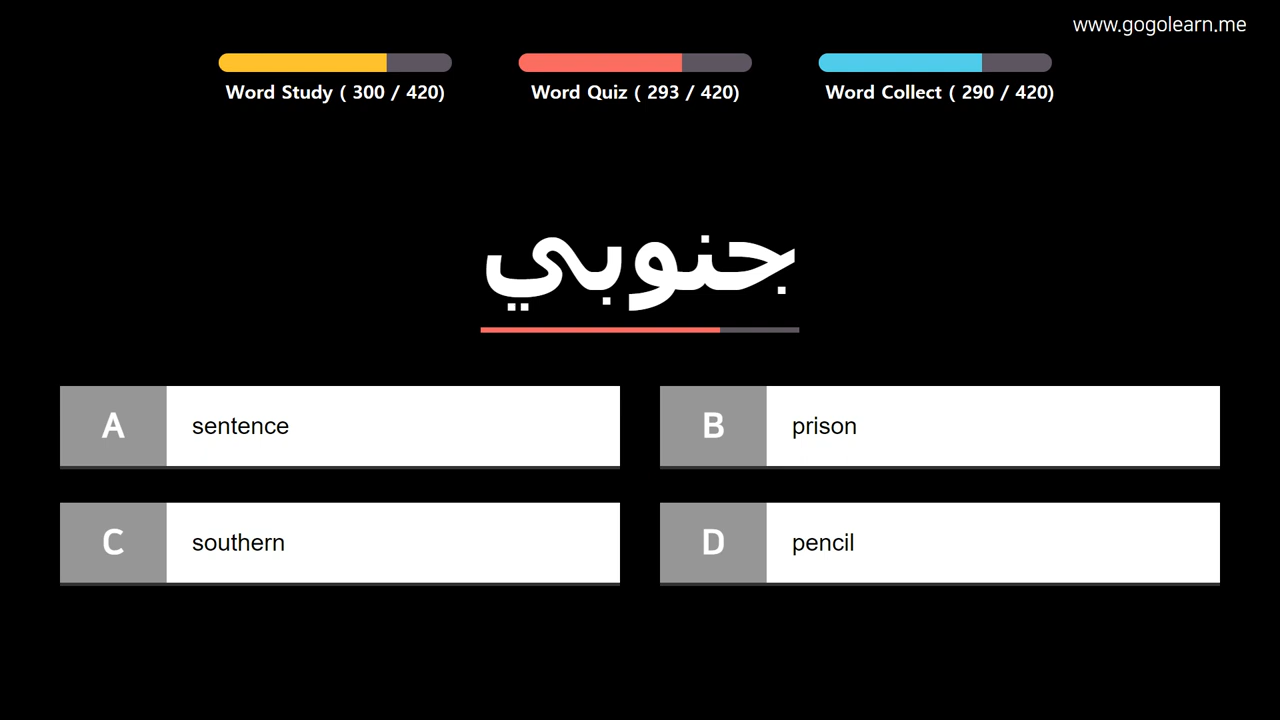 www.gogolearn.me
Word Study ( 300 / 420)
Word Quiz ( 293 / 420)
Word Collect ( 290 / 420)
جنوبي
A sentence
B prison
C southern
D pencil